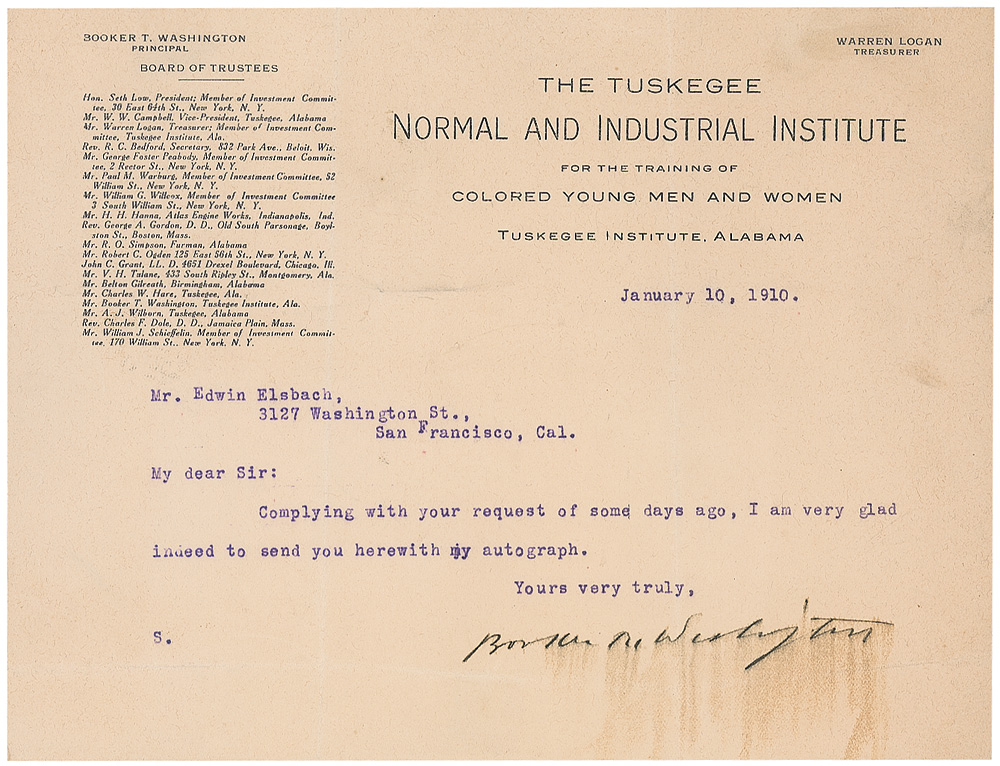 BOOKER T. WASHINGTON
PRINCIPAL
BOARD OF TRUSTEES
Hon. Seth Low, President; Member of Investment Commit-
tee, 30 East 64th St., New York, N. Y.
Mr. W. W. Campbell, Vice-President, Tuskegee, Alabama
Mr. Warren Logan, Treasurer; Member of Investment Com-
mittee, Tuskegee Institute, Ala.
Rev. R. C. Bedford, Secretary, 832 Park Ave., Beloit, Wis.
Mr. George Foster Peabody, Member of Investment Commit-
tee, 2 Rector St., New York, N. Y.
Mr. Paul M. Warburg, Member of Investment Committee, 52
William St., New York, N. Y.
Mr. William G. Willcox, Member of Investment Committee
3 South William St., New York, N. Y.
Mr. H. H. Hanna, Atlas Engine Works, Indianapolis, Ind.
Rev. George A. Gordon, D. D., Old South Parsonage, Boyl-
ston St., Boston, Mass.
Mr. R. O. Simpson, Furman, Alabama
Mr. Robert C. Ogden 125 East 56th St., New York, N. Y.
John C. Grant, LL. D. 4651 Drexel Boulevard, Chicago, Ill.
Mr. V. H. Tulane, 433 South Ripley St., Montgomery, Ala.
Mr. Belton Gilreath, Birmingham, Alabama
Mr. Charles W. Hare, Tuskegee, Ala.
Mr. Booker T. Washington, Tuskegee Institute, Ala.
Mr. A. J. Wilborn, Tuskegee, Alabama
Rev. Charles F. Dole, D. D., Jamaica Plain, Mass.
Mr. William J. Schieffelin, Member of Investment Commit-
tee, 170 William St., New York, N. Y.
WARREN LOGAN
TREASURER
THE TUSKEGEE
NORMAL AND INDUSTRIAL INSTITUTE
FOR THE TRAINING OF
COLORED YOUNG MEN AND WOMEN
TUSKEGEE INSTITUTE, ALABAMA
January 10, 1910.
Mr. Edwin Elsbach,
3127 Washington St.,
San Francisco, Cal.
My dear Sir:
Complying with your request of some days ago, I am very glad
indeed to send you herewith my autograph.
Yours very truly,
Booker T. Washington
S.